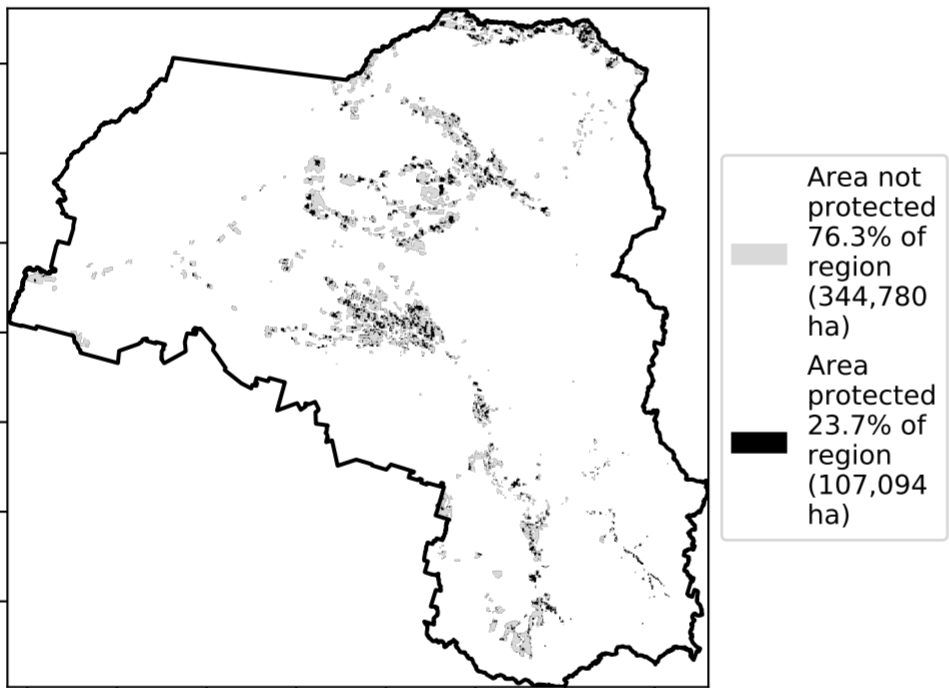 Area not
protected
76.3% of
region
(344,780
ha)
Area
protected
23.7% of
region
(107,094
ha)